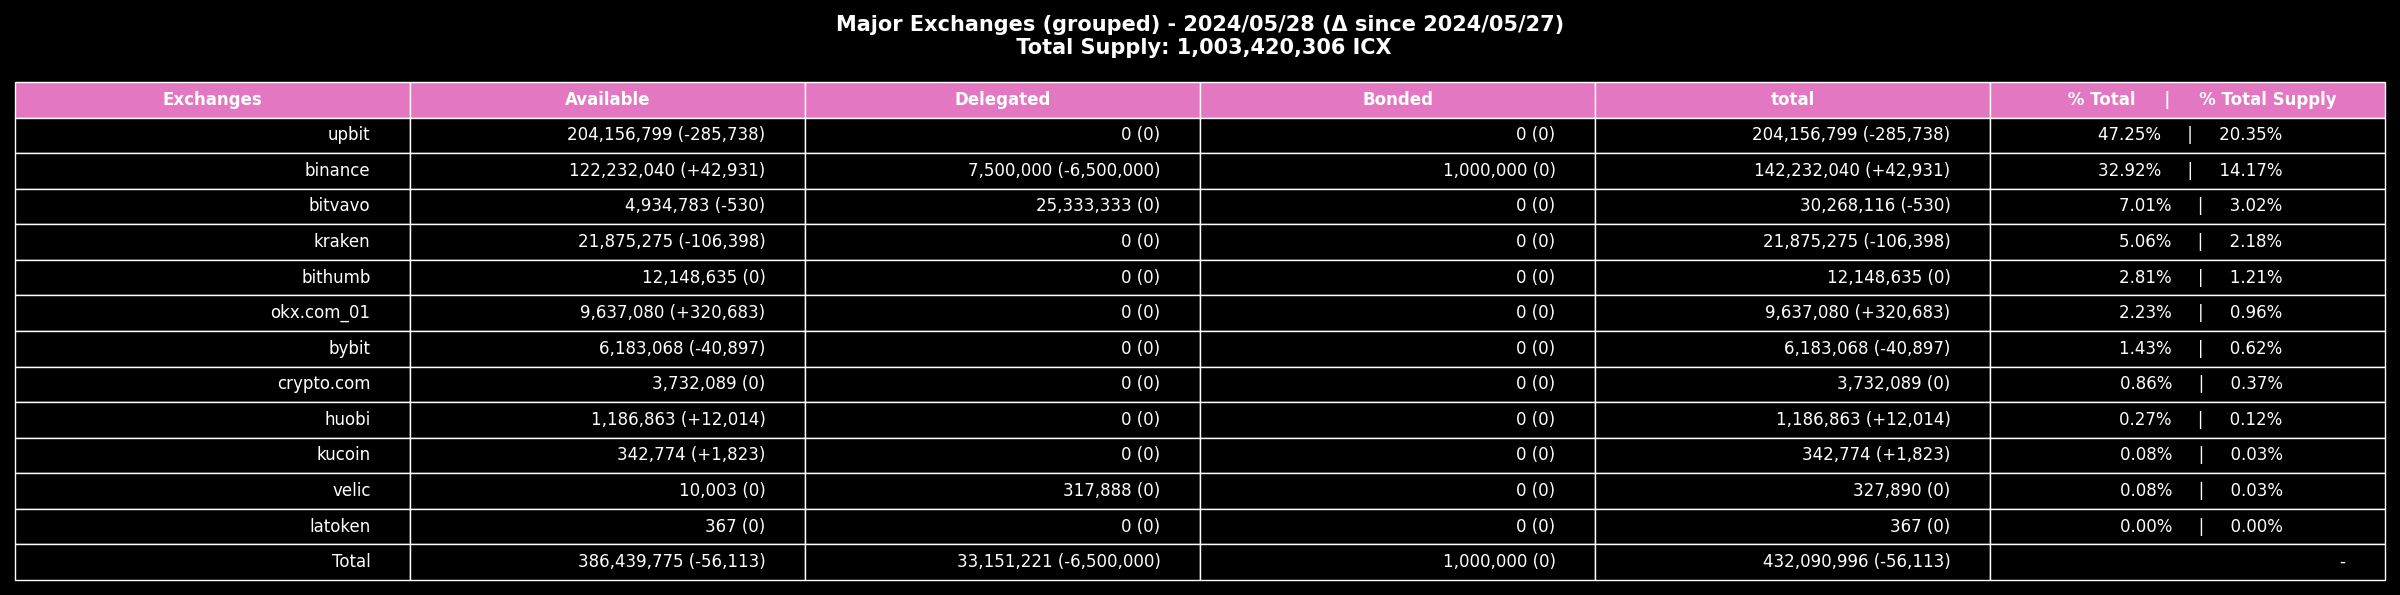 Major Exchanges (grouped) - 2024/05/28 (Δ since 2024/05/27)
Total Supply: 1,003,420,306 ICX
Exchanges Available Delegated Bonded total % Total | % Total Supply
upbit 204,156,799 (-285,738) 0 (0) 0 (0) 204,156,799 (-285,738) 47.25% | 20.35%
binance 122,232,040 (+42,931) 7,500,000 (-6,500,000) 1,000,000 (0) 142,232,040 (+42,931) 32.92% | 14.17%
bitvavo 4,934,783 (-530) 25,333,333 (0) 0 (0) 30,268,116 (-530) 7.01% | 3.02%
kraken 21,875,275 (-106,398) 0 (0) 0 (0) 21,875,275 (-106,398) 5.06% | 2.18%
bithumb 12,148,635 (0) 0 (0) 0 (0) 12,148,635 (0) 2.81% | 1.21%
okx.com_01 9,637,080 (+320,683) 0 (0) 0 (0) 9,637,080 (+320,683) 2.23% | 0.96%
bybit 6,183,068 (-40,897) 0 (0) 0 (0) 6,183,068 (-40,897) 1.43% | 0.62%
crypto.com 3,732,089 (0) 0 (0) 0 (0) 3,732,089 (0) 0.86% | 0.37%
huobi 1,186,863 (+12,014) 0 (0) 0 (0) 1,186,863 (+12,014) 0.27% | 0.12%
kucoin 342,774 (+1,823) 0 (0) 0 (0) 342,774 (+1,823) 0.08% | 0.03%
velic 10,003 (0) 317,888 (0) 0 (0) 327,890 (0) 0.08% | 0.03%
latoken 367 (0) 0 (0) 0 (0) 367 (0) 0.00% | 0.00%
Total 386,439,775 (-56,113) 33,151,221 (-6,500,000) 1,000,000 (0) 432,090,996 (-56,113) -